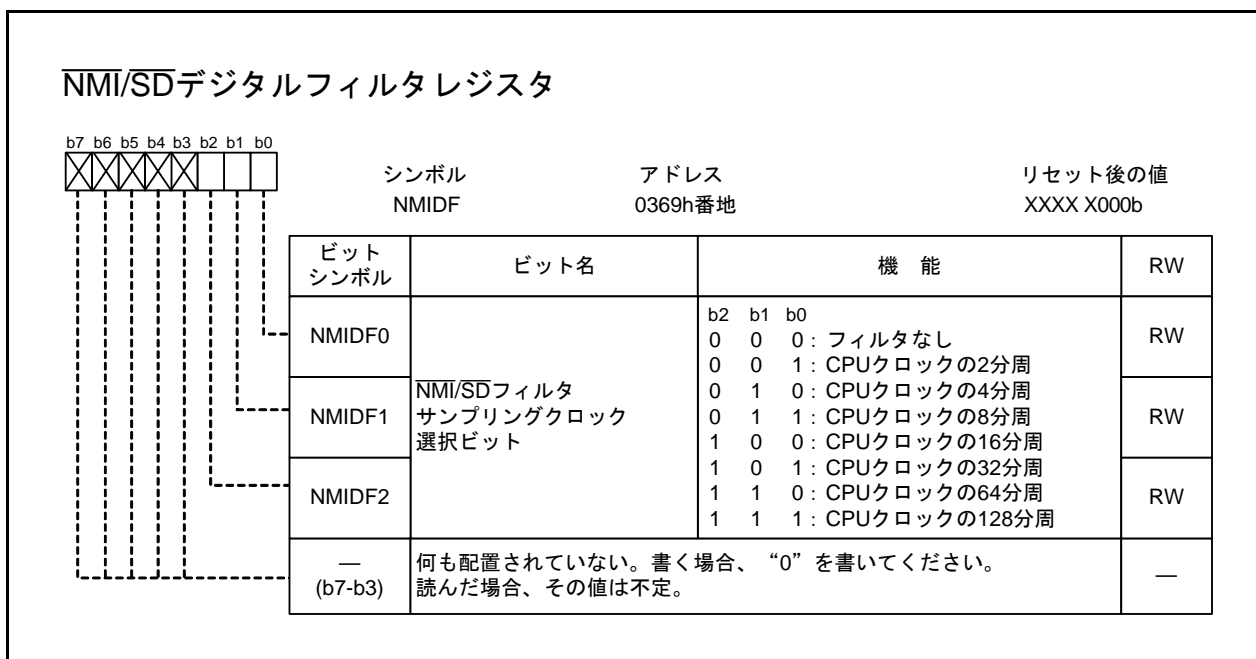 NMI/SDデジタルフィルタレジスタ
b7 b6 b5 b4 b3 b2 b1 b0
シンボル アドレス リセット後の値
NMIDF 0369h番地 XXXX X000b
ビット
シンボル
ビット名
機 能
RW
NMIDF0
NMIDF1
NMIDF2
NMI/SDフィルタ
サンプリングクロック
選択ビット
b2 b1 b0
0 0 0 : フィルタなし
0 0 1 : CPUクロックの2分周
0 1 0 : CPUクロックの4分周
0 1 1 : CPUクロックの8分周
1 0 0 : CPUクロックの16分周
1 0 1 : CPUクロックの32分周
1 1 0 : CPUクロックの64分周
1 1 1 : CPUクロックの128分周
RW
RW
RW
—
(b7-b3)
何も配置されていない。書く場合、“0”を書いてください。
読んだ場合、その値は不定。
—